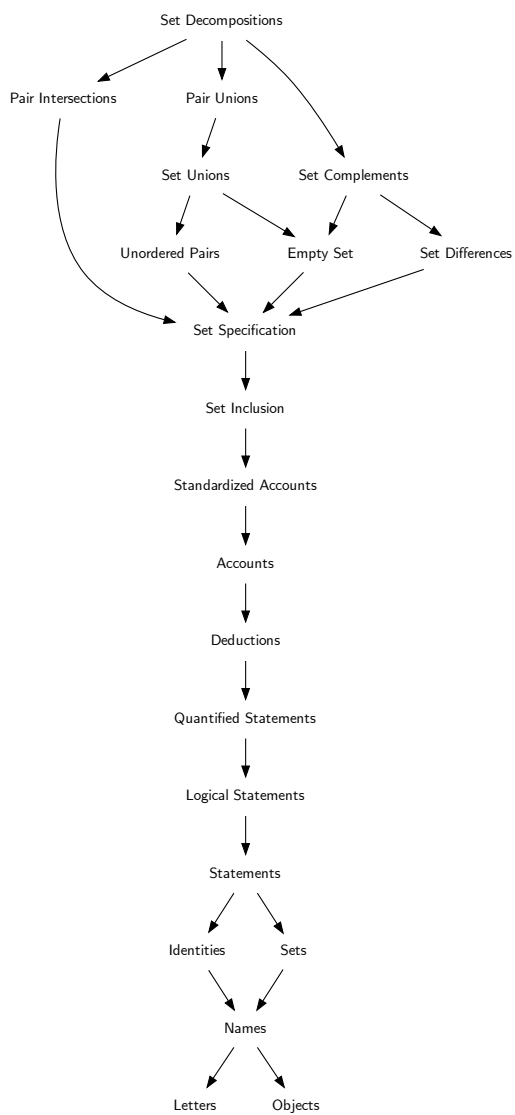 Set Decompositions
Pair Intersections
Pair Unions
Set Unions
Set Complements
Unordered Pairs
Empty Set
Set Differences
Set Specification
Set Inclusion
Standardized Accounts
Accounts
Deductions
Quantified Statements
Logical Statements
Statements
Identities
Sets
Names
Letters
Objects